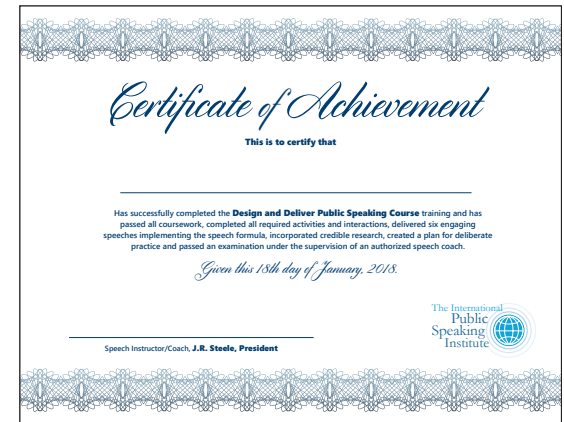 Certificate of Achievement
This is to certify that
Has successfully completed the Design and Deliver Public Speaking Course training and has
passed all coursework, completed all required activities and interactions, delivered six engaging
speeches implementing the speech formula, incorporated credible research, created a plan for deliberate
practice and passed an examination under the supervision of an authorized speech coach.
Given this 18th day of January, 2018.
The International
Public
Speaking
Institute
Speech Instructor/Coach, J.R. Steele, President